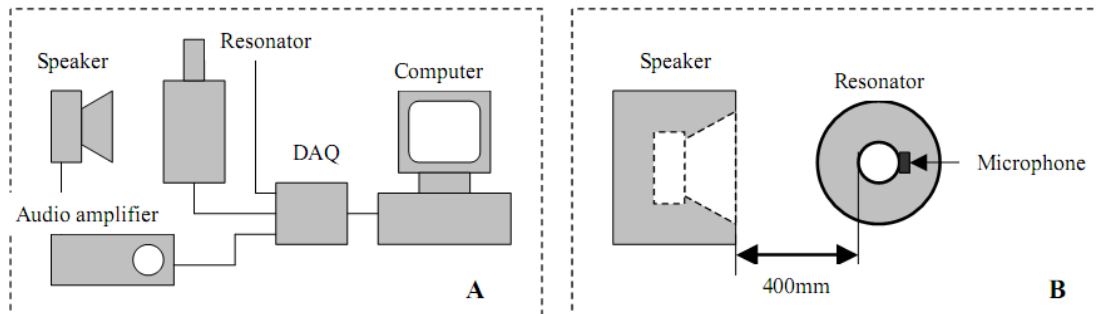 Speaker
Resonator
Computer
DAQ
Audio amplifier
A
Speaker
Resonator
Microphone
400mm
B